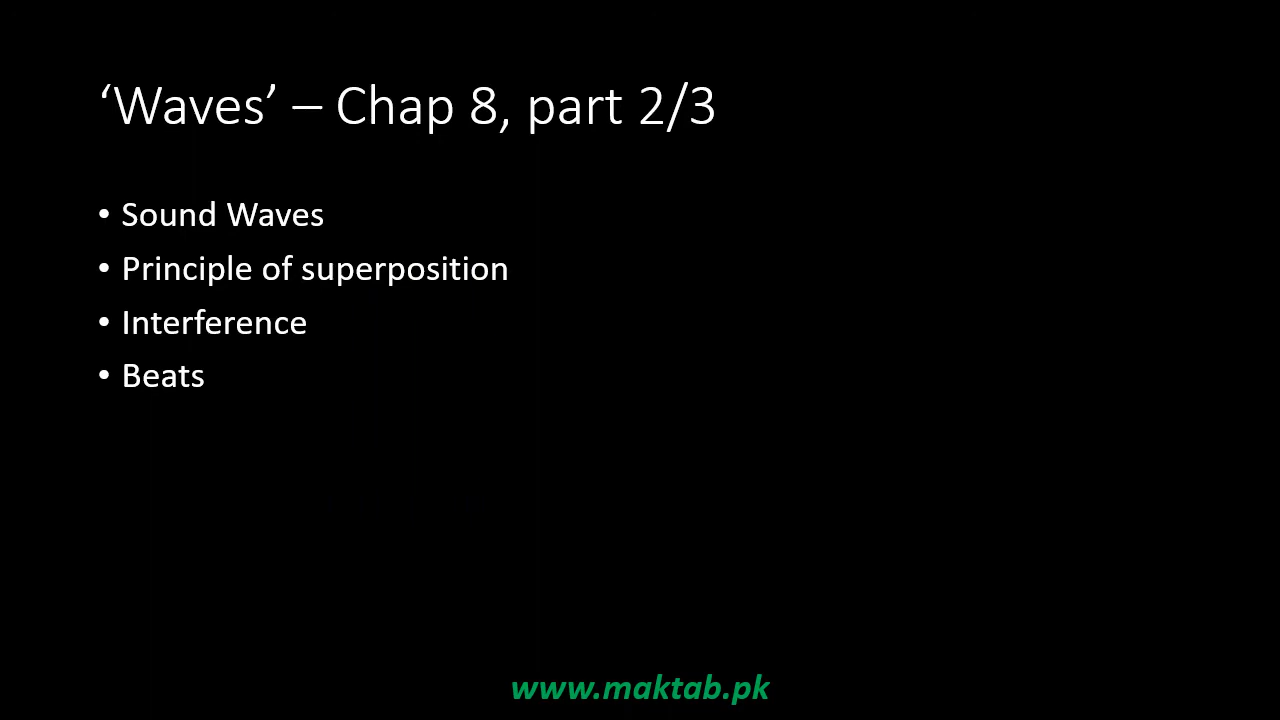 ‘Waves’ – Chap 8, part 2/3
• Sound Waves
• Principle of superposition
• Interference
• Beats
www.maktab.pk